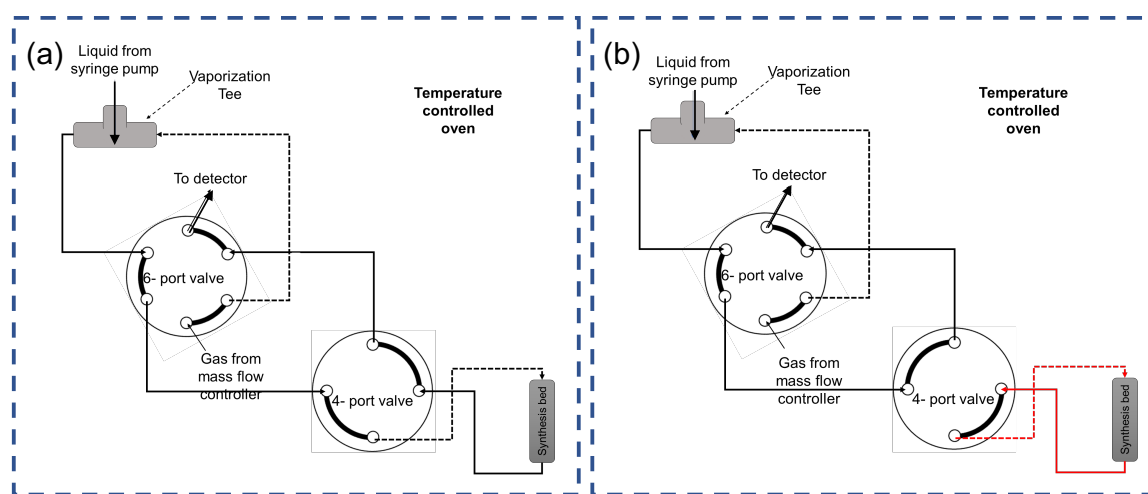 (a)
Liquid from
syringe pump
Vaporization
Tee
Temperature
controlled
oven
To detector
6- port valve
Gas from
mass flow
controller
4- port valve
Synthesis bed
(b)
Liquid from
syringe pump
Vaporization
Tee
Temperature
controlled
oven
To detector
6- port valve
Gas from
mass flow
controller
4- port valve
Synthesis bed